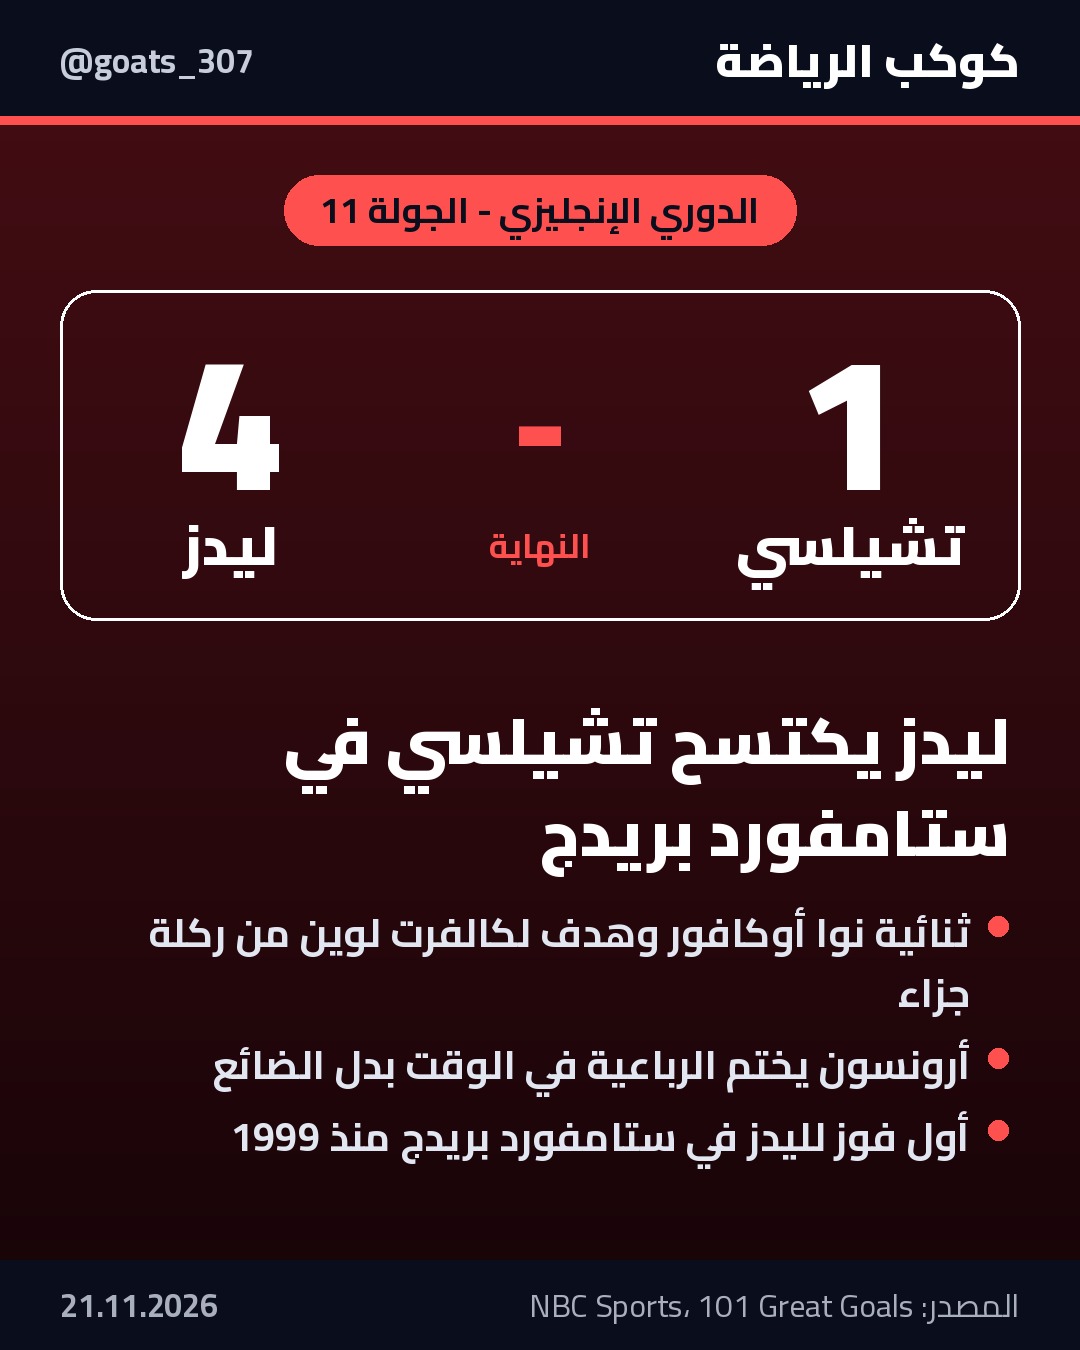 كوكب الرياضة
@goats_307
الدوري الإنجليزي - الجولة 11
1 - 4
تشيلسي النهاية ليدز
ليدز يكتسح تشيلسي في
ستامفورد بريدج
ثنائية نوا أوكافور وهدف لكالفرت لوين من ركلة
جزاء
أرونسون يختم الرباعية في الوقت بدل الضائع
أول فوز لليدز في ستامفورد بريدج منذ 1999
المصدر: NBC Sports، 101 Great Goals
21.11.2026